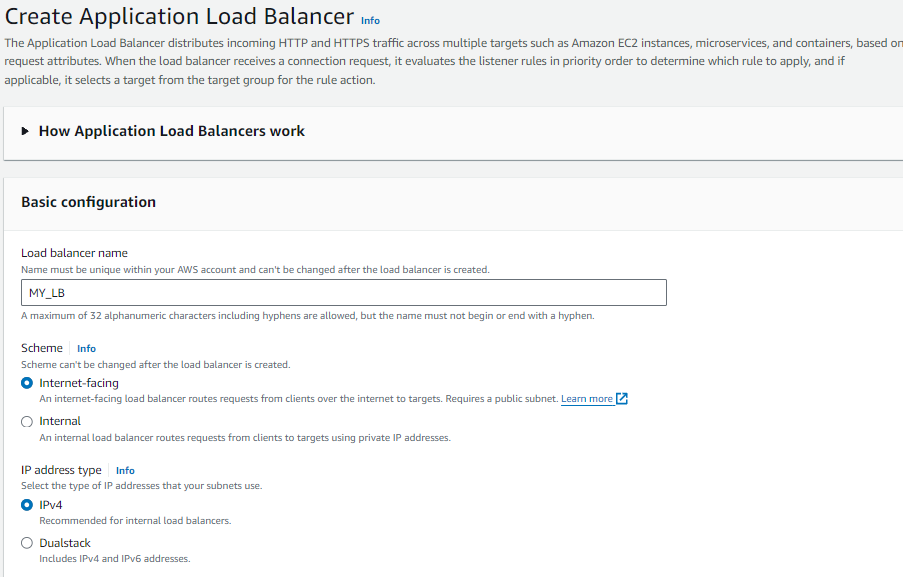 Create Application Load Balancer Info
The Application Load Balancer distributes incoming HTTP and HTTPS traffic across multiple targets such as Amazon EC2 instances, microservices, and containers, based on
request attributes. When the load balancer receives a connection request, it evaluates the listener rules in priority order to determine which rule to apply, and if
applicable, it selects a target from the target group for the rule action.
How Application Load Balancers work
Basic configuration
Load balancer name
Name must be unique within your AWS account and can't be changed after the load balancer is created.
MY_LB
A maximum of 32 alphanumeric characters including hyphens are allowed, but the name must not begin or end with a hyphen.
Scheme Info
Scheme can't be changed after the load balancer is created.
Internet-facing
An internet-facing load balancer routes requests from clients over the internet to targets. Requires a public subnet. Learn more
Internal
An internal load balancer routes requests from clients to targets using private IP addresses.
IP address type Info
Select the type of IP addresses that your subnets use.
IPv4
Recommended for internal load balancers.
Dualstack
Includes IPv4 and IPv6 addresses.